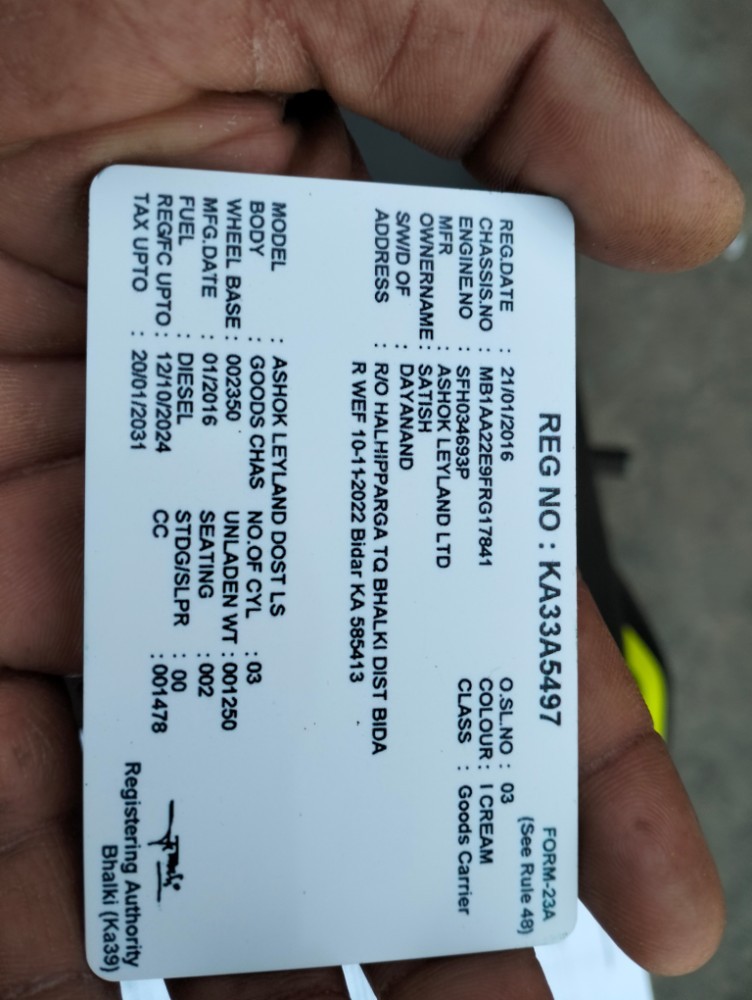 FORM-23A
REG NO : KA33A5497 (See Rule 48)
REG.DATE : 21/01/2016 O.SL.NO : 03
CHASSIS.NO : MB1AA22E9FRG17841 COLOUR : I CREAM
ENGINE.NO : SFH034693P CLASS : Goods Carrier
MFR : ASHOK LEYLAND LTD
OWNERNAME : SATISH
S/W/D OF : DAYANAND
ADDRESS : R/O HALHIPPARGA TQ BHALKI DIST BIDA
R WEF 10-11-2022 Bidar KA 585413
MODEL : ASHOK LEYLAND DOST LS
BODY : GOODS CHAS NO.OF CYL : 03
WHEEL BASE : 002350 UNLADEN WT : 001250
MFG.DATE : 01/2016 SEATING : 002
FUEL : DIESEL STDG/SLPR : 00
REG/FC UPTO : 12/10/2024 CC : 001478
TAX UPTO : 20/01/2031
Registering Authority
Bhalki (Ka39)